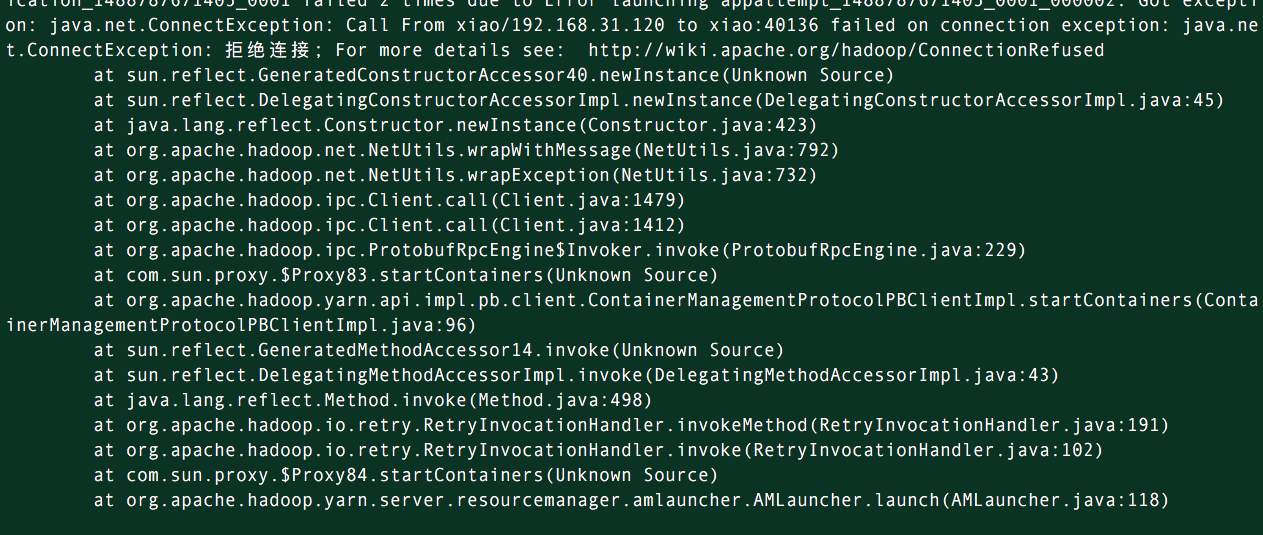 ication_1488787671405_0001 failed 2 times due to Error launching appattempt_1488787671405_0001_000002. Got excepti
on: java.net.ConnectException: Call From xiao/192.168.31.120 to xiao:40136 failed on connection exception: java.ne
t.ConnectException: 拒绝连接; For more details see:  http://wiki.apache.org/hadoop/ConnectionRefused
at sun.reflect.GeneratedConstructorAccessor40.newInstance(Unknown Source)
at sun.reflect.DelegatingConstructorAccessorImpl.newInstance(DelegatingConstructorAccessorImpl.java:45)
at java.lang.reflect.Constructor.newInstance(Constructor.java:423)
at org.apache.hadoop.net.NetUtils.wrapWithMessage(NetUtils.java:792)
at org.apache.hadoop.net.NetUtils.wrapException(NetUtils.java:732)
at org.apache.hadoop.ipc.Client.call(Client.java:1479)
at org.apache.hadoop.ipc.Client.call(Client.java:1412)
at org.apache.hadoop.ipc.ProtobufRpcEngine$Invoker.invoke(ProtobufRpcEngine.java:229)
at com.sun.proxy.$Proxy83.startContainers(Unknown Source)
at org.apache.hadoop.yarn.api.impl.pb.client.ContainerManagementProtocolPBClientImpl.startContainers(Conta
inerManagementProtocolPBClientImpl.java:96)
at sun.reflect.GeneratedMethodAccessor14.invoke(Unknown Source)
at sun.reflect.DelegatingMethodAccessorImpl.invoke(DelegatingMethodAccessorImpl.java:43)
at java.lang.reflect.Method.invoke(Method.java:498)
at org.apache.hadoop.io.retry.RetryInvocationHandler.invokeMethod(RetryInvocationHandler.java:191)
at org.apache.hadoop.io.retry.RetryInvocationHandler.invoke(RetryInvocationHandler.java:102)
at com.sun.proxy.$Proxy84.startContainers(Unknown Source)
at org.apache.hadoop.yarn.server.resourcemanager.amlauncher.AMLauncher.launch(AMLauncher.java:118)